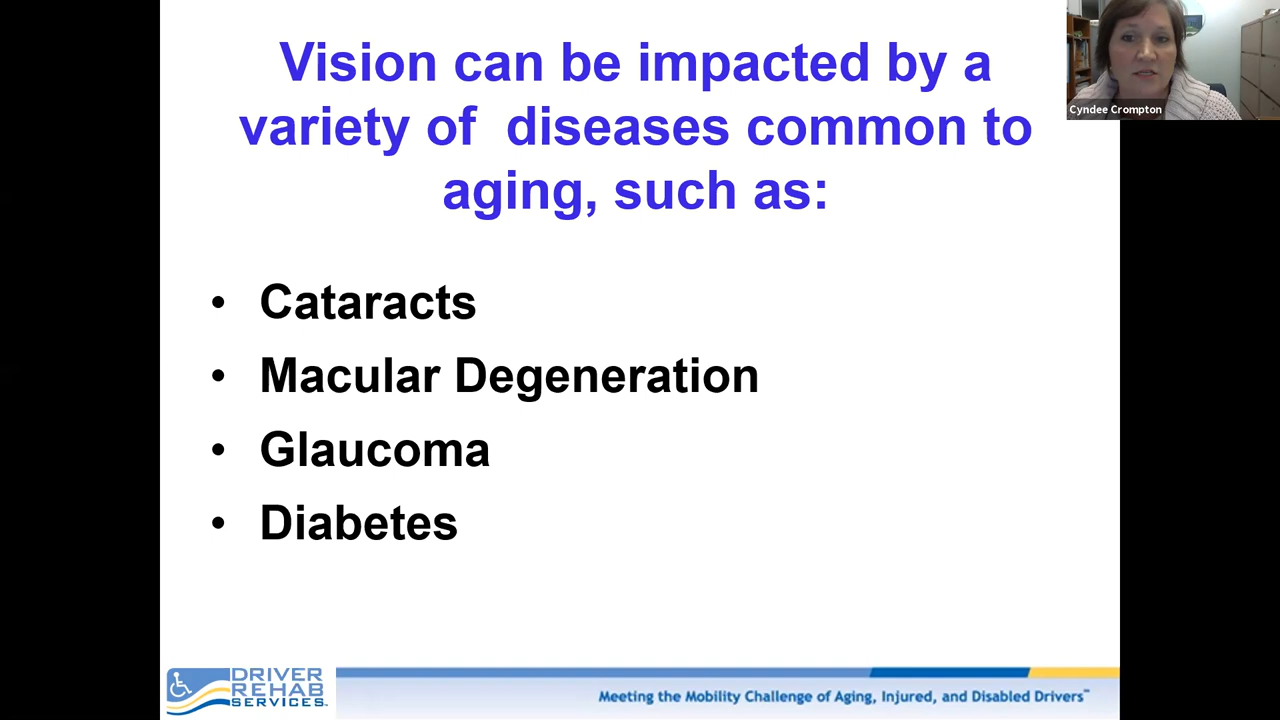 Vision can be impacted by a
variety of  diseases common to
aging, such as:
Cyndee Crompton
• Cataracts
• Macular Degeneration
• Glaucoma
• Diabetes
DRIVER
REHAB
SERVICES
Meeting the Mobility Challenge of Aging, Injured, and Disabled Drivers™